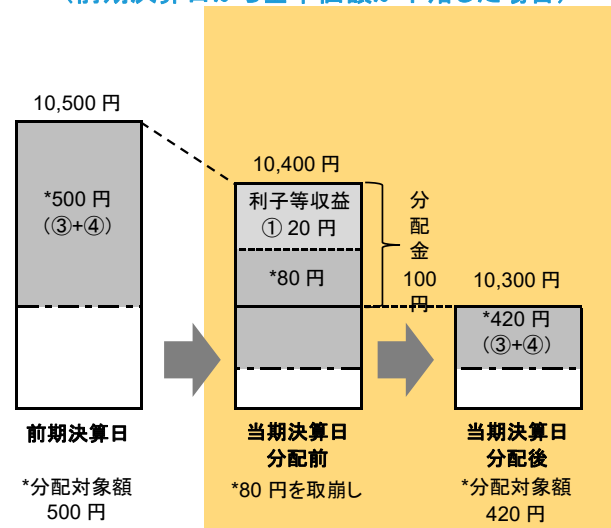 10,500 円
*500 円
（③+④）
前期決算日
*分配対象額
500 円
10,400 円
利子等収益
① 20 円
*80 円
分
配
金
100
円
当期決算日
分配前
*80 円を取崩し
10,300 円
*420 円
（③+④）
当期決算日
分配後
*分配対象額
420 円